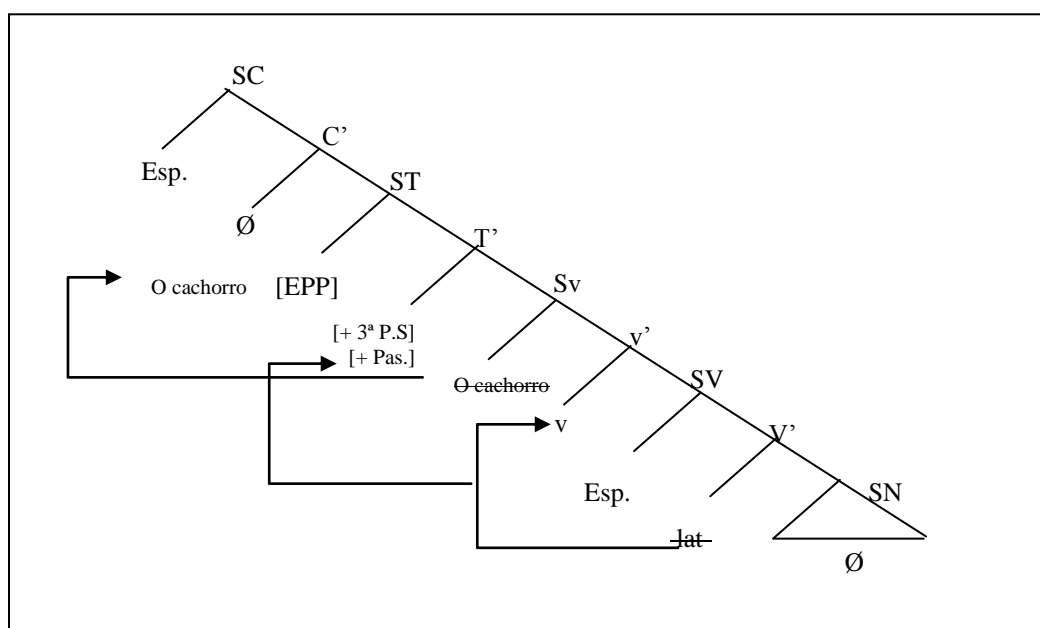 SC
C’
Esp.
ST
Ø
T’
O cachorro [EPP]
Sv
[+ 3ª P.S]
[+ Pas.]
v’
O cachorro
SV
v
V’
Esp.
SN
lat
Ø